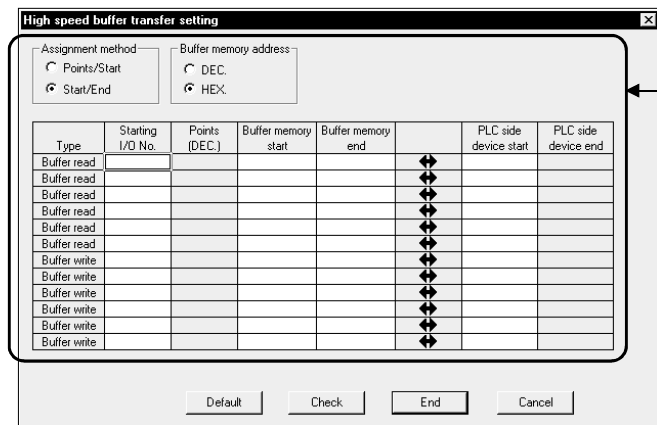 High speed buffer transfer setting
Assignment method Buffer memory address
Points/Start DEC.
Start/End HEX.
Starting Points Buffer memory Buffer memory PLC side PLC side
Type I/O No. (DEC.) start end device start device end
Buffer read
Buffer read
Buffer read
Buffer read
Buffer read
Buffer read
Buffer write
Buffer write
Buffer write
Buffer write
Buffer write
Buffer write
Default Check End Cancel